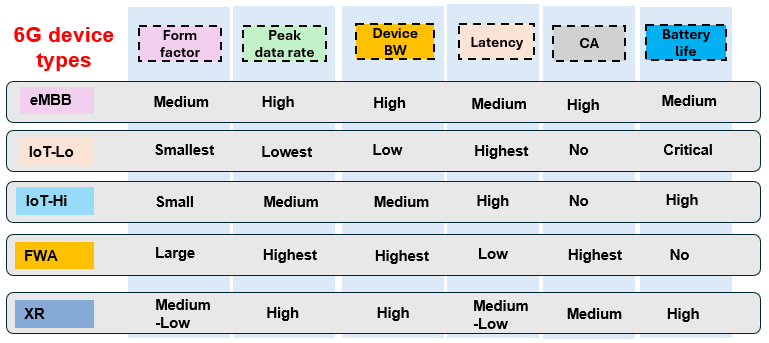 6G device types
Form factor
Peak data rate
Device BW
Latency
CA
Battery life
eMBB Medium High High Medium High Medium
IoT-Lo Smallest Lowest Low Highest No Critical
IoT-Hi Small Medium Medium High No High
FWA Large Highest Highest Low Highest No
XR Medium -Low High High Medium -Low Medium High